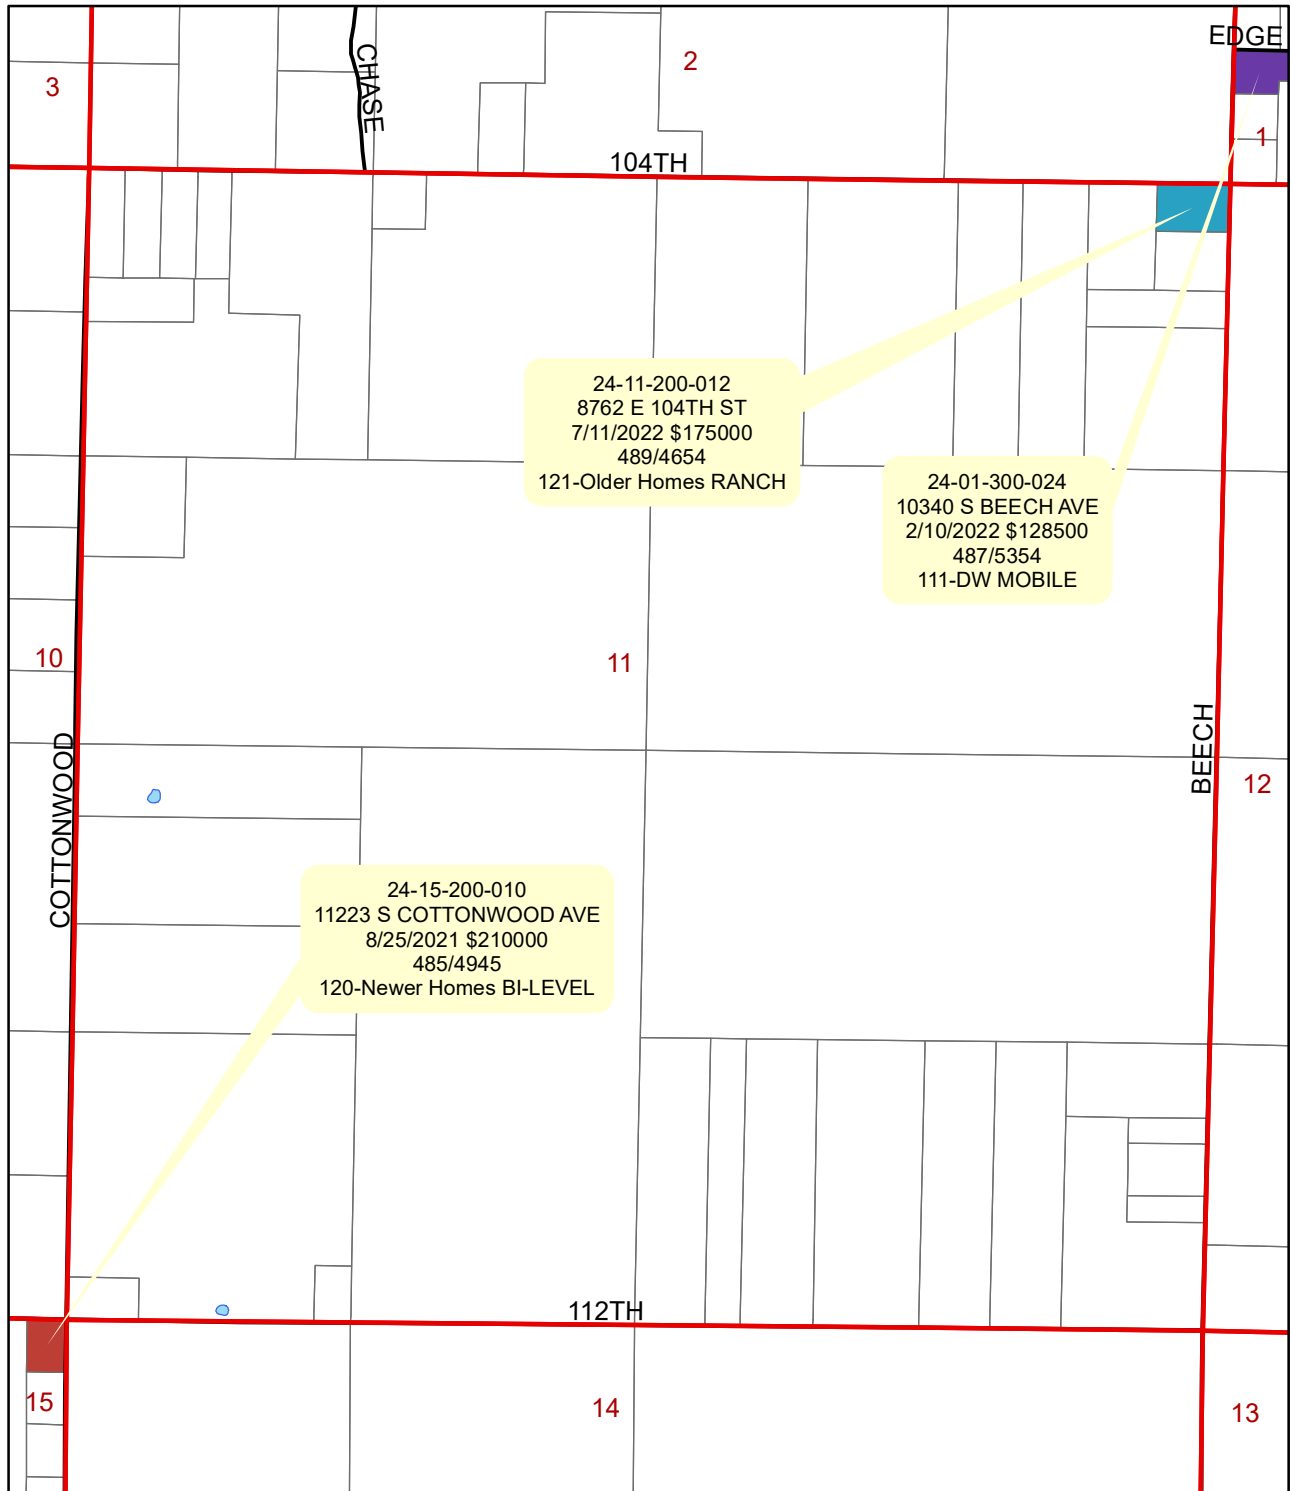 EDGE
2
3
CHASE
1
104TH
24-11-200-012
8762 E 104TH ST
7/11/2022 $175000
489/4654
121-Older Homes RANCH
24-01-300-024
10340 S BEECH AVE
2/10/2022 $128500
487/5354
111-DW MOBILE
10
11
BEECH
12
COTTONWOOD
24-15-200-010
11223 S COTTONWOOD AVE
8/25/2021 $210000
485/4945
120-Newer Homes BI-LEVEL
112TH
15
14
13